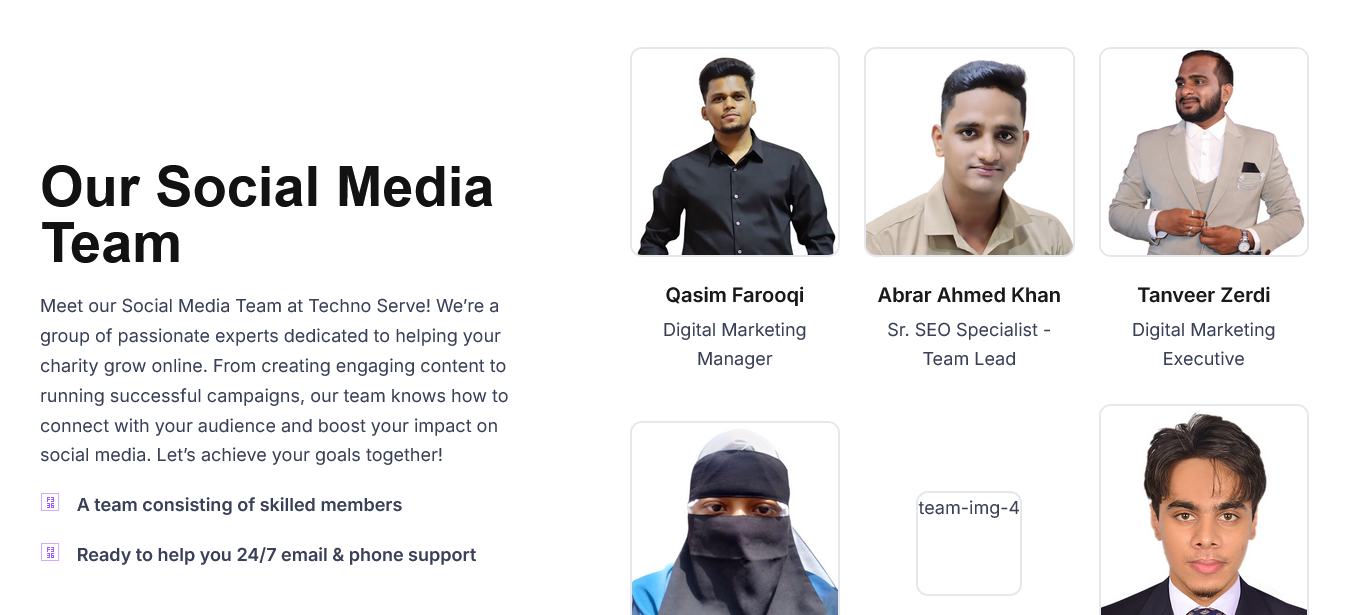 Our Social Media
Team
Meet our Social Media Team at Techno Serve! We’re a
group of passionate experts dedicated to helping your
charity grow online. From creating engaging content to
running successful campaigns, our team knows how to
connect with your audience and boost your impact on
social media. Let’s achieve your goals together!
A team consisting of skilled members
Ready to help you 24/7 email & phone support
Qasim Farooqi
Digital Marketing
Manager
Abrar Ahmed Khan
Sr. SEO Specialist -
Team Lead
Tanveer Zerdi
Digital Marketing
Executive
team-img-4